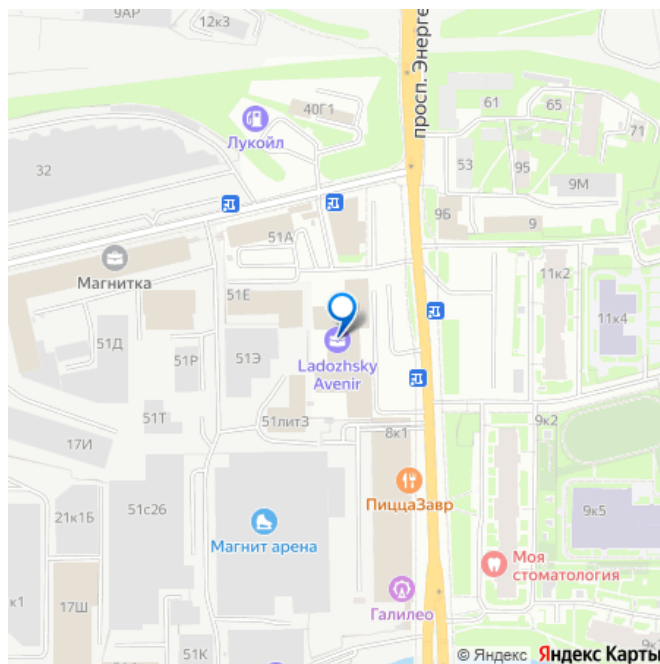 9АР
12к3
просп. Энерге
40Г1
Лукойл
61
65
71
53
95
9М
32
51А
9Б
9
Магнитка
11к2
51Е
11к4
51Д
51Р
51Э
Ladozhsky
Avenir
51Т
51лит3
9к2
8к1
17И
ПиццаЗавр
21к1Б
51с26
Магнит арена
9к5
Моя
стоматология
к1
17Ш
Галилео
51К
© Яндекс Яндекс Карты